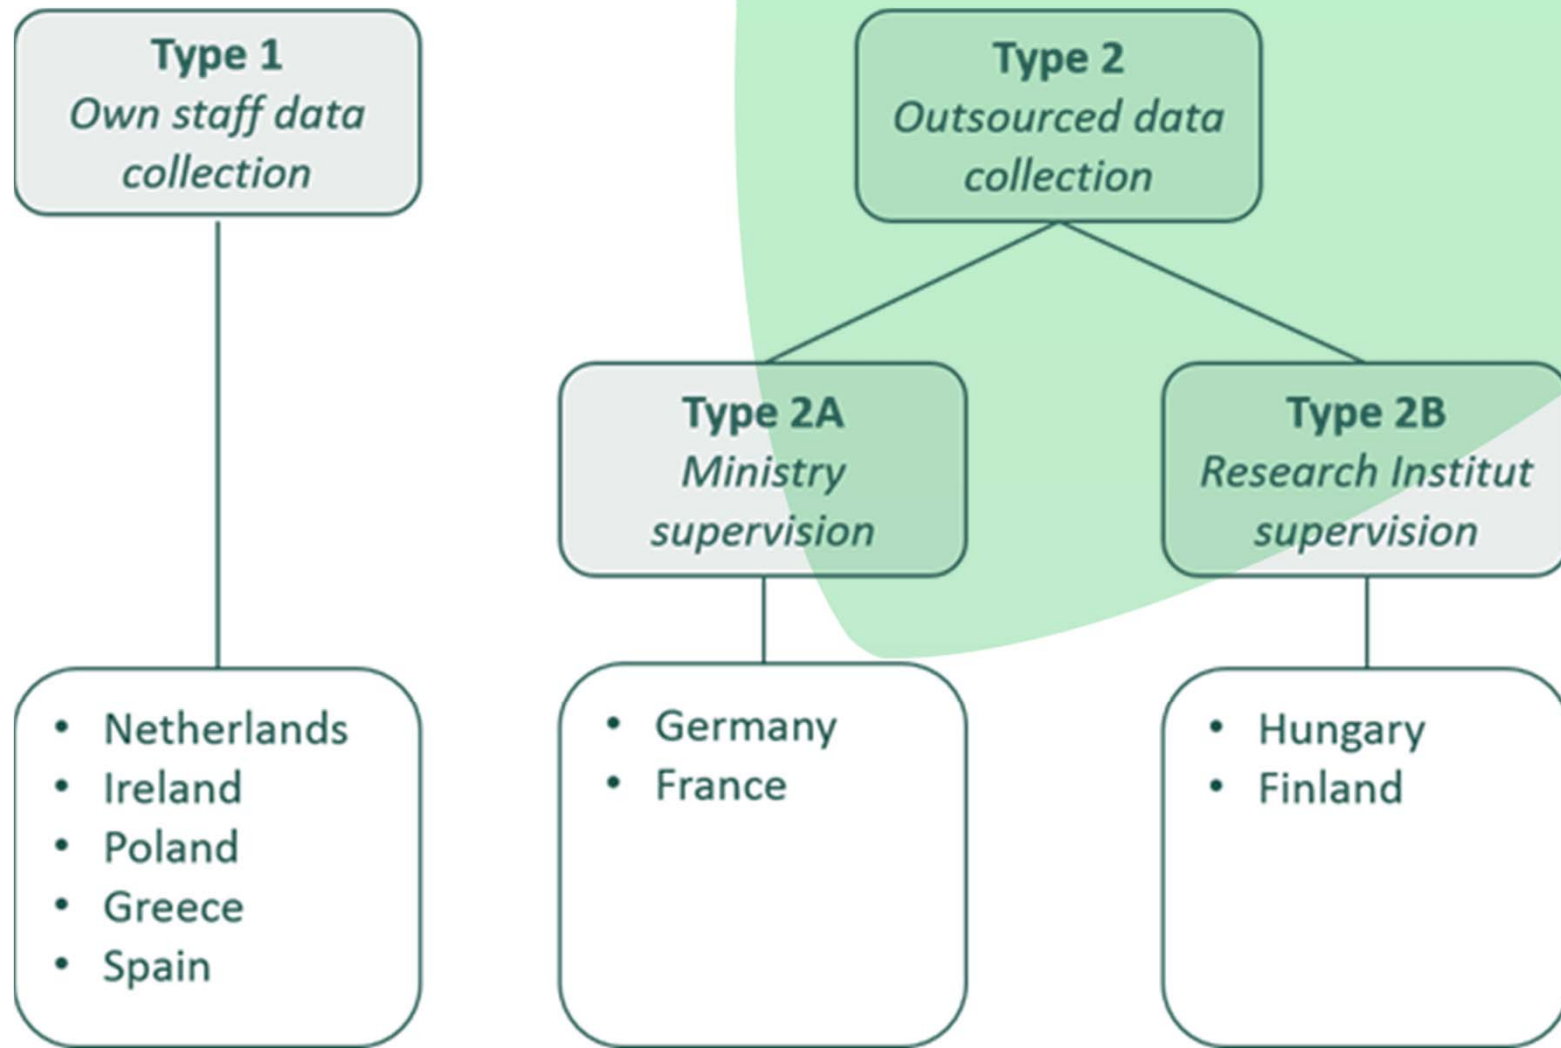 Type 1
Own staff data
collection
Type 2
Outsourced data
collection
Type 2A
Ministry
supervision
Type 2B
Research Institut
supervision
• Netherlands
• Ireland
• Poland
• Greece
• Spain
• Germany
• France
• Hungary
• Finland